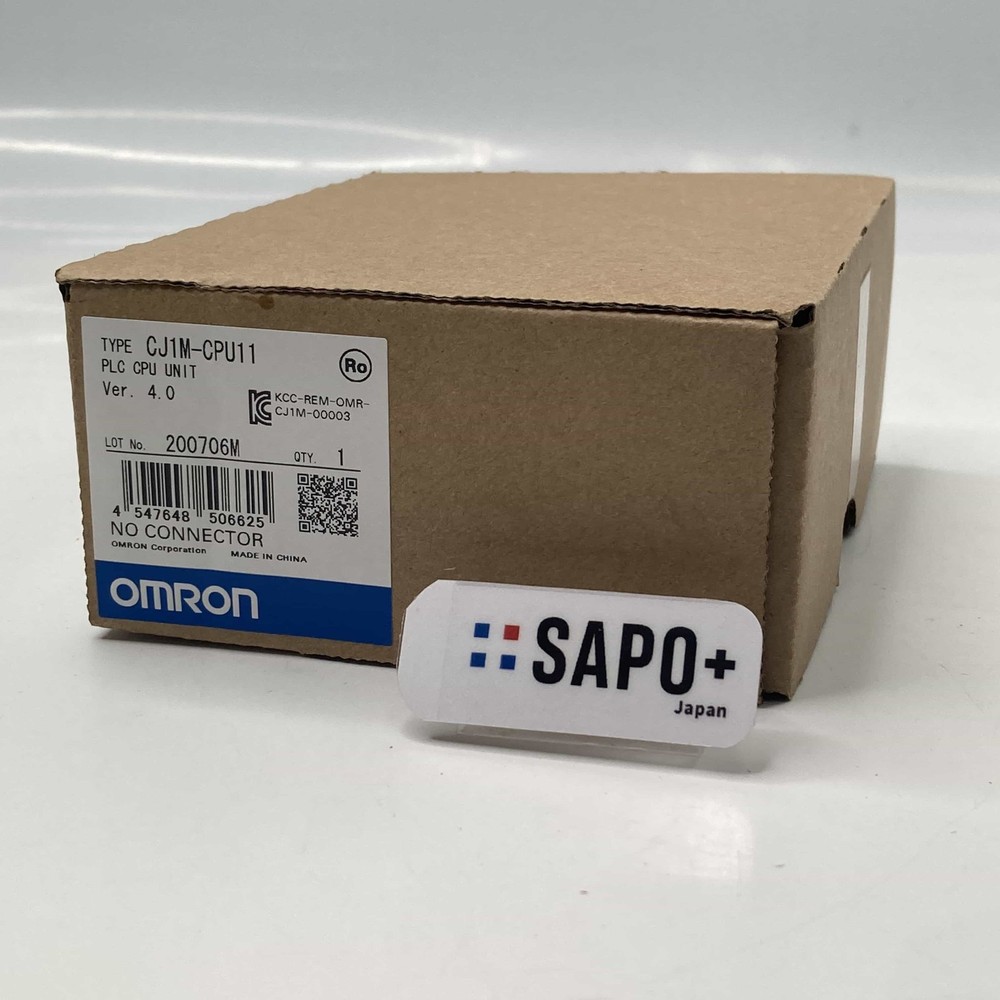 TYPE CJ1M-CPU11
PLC CPU UNIT
Ro
Ver. 4.0
KCC-REM-OMR-
CJ1M-00003
LOT No. 200706M QTY. 1
4 547648 506625
NO CONNECTOR
OMRON Corporation MADE IN CHINA
OMRON
SAPO+
Japan